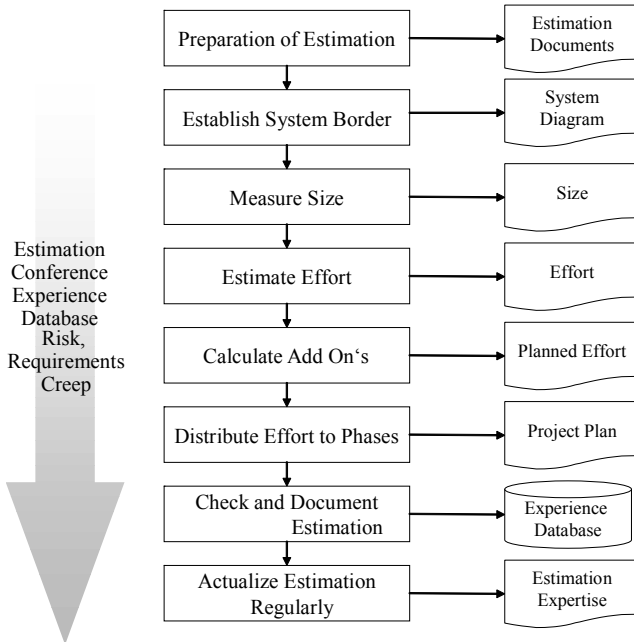 Preparation of Estimation
Estimation
Documents
Establish System Border
System
Diagram
Measure Size
Size
Estimation
Conference
Experience
Database
Risk,
Requirements
Creep
Estimate Effort
Effort
Calculate Add On‘s
Planned Effort
Distribute Effort to Phases
Project Plan
Check and Document
Estimation
Experience
Database
Actualize Estimation
Regularly
Estimation
Expertise